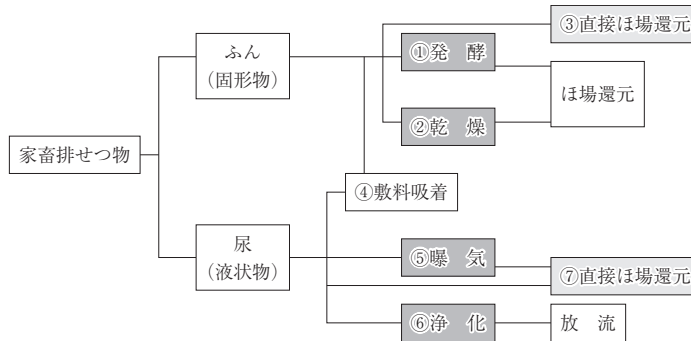 ③直接ほ場還元
ふん
（固形物）
①発　酵
ほ場還元
②乾　燥
家畜排せつ物
④敷料吸着
尿
（液状物）
⑤曝　気
⑦直接ほ場還元
⑥浄　化
放　流